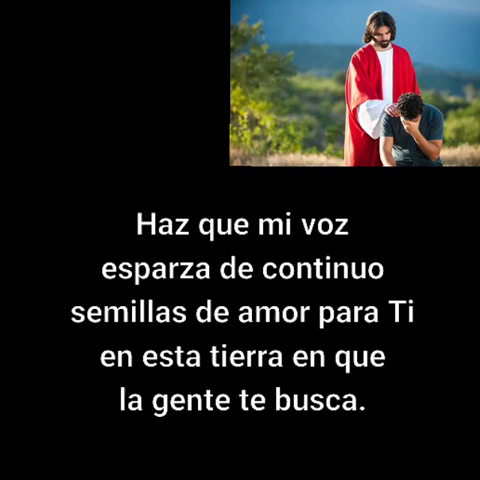 Haz que mi voz
esparza de continuo
semillas de amor para Ti
en esta tierra en que
la gente te busca.